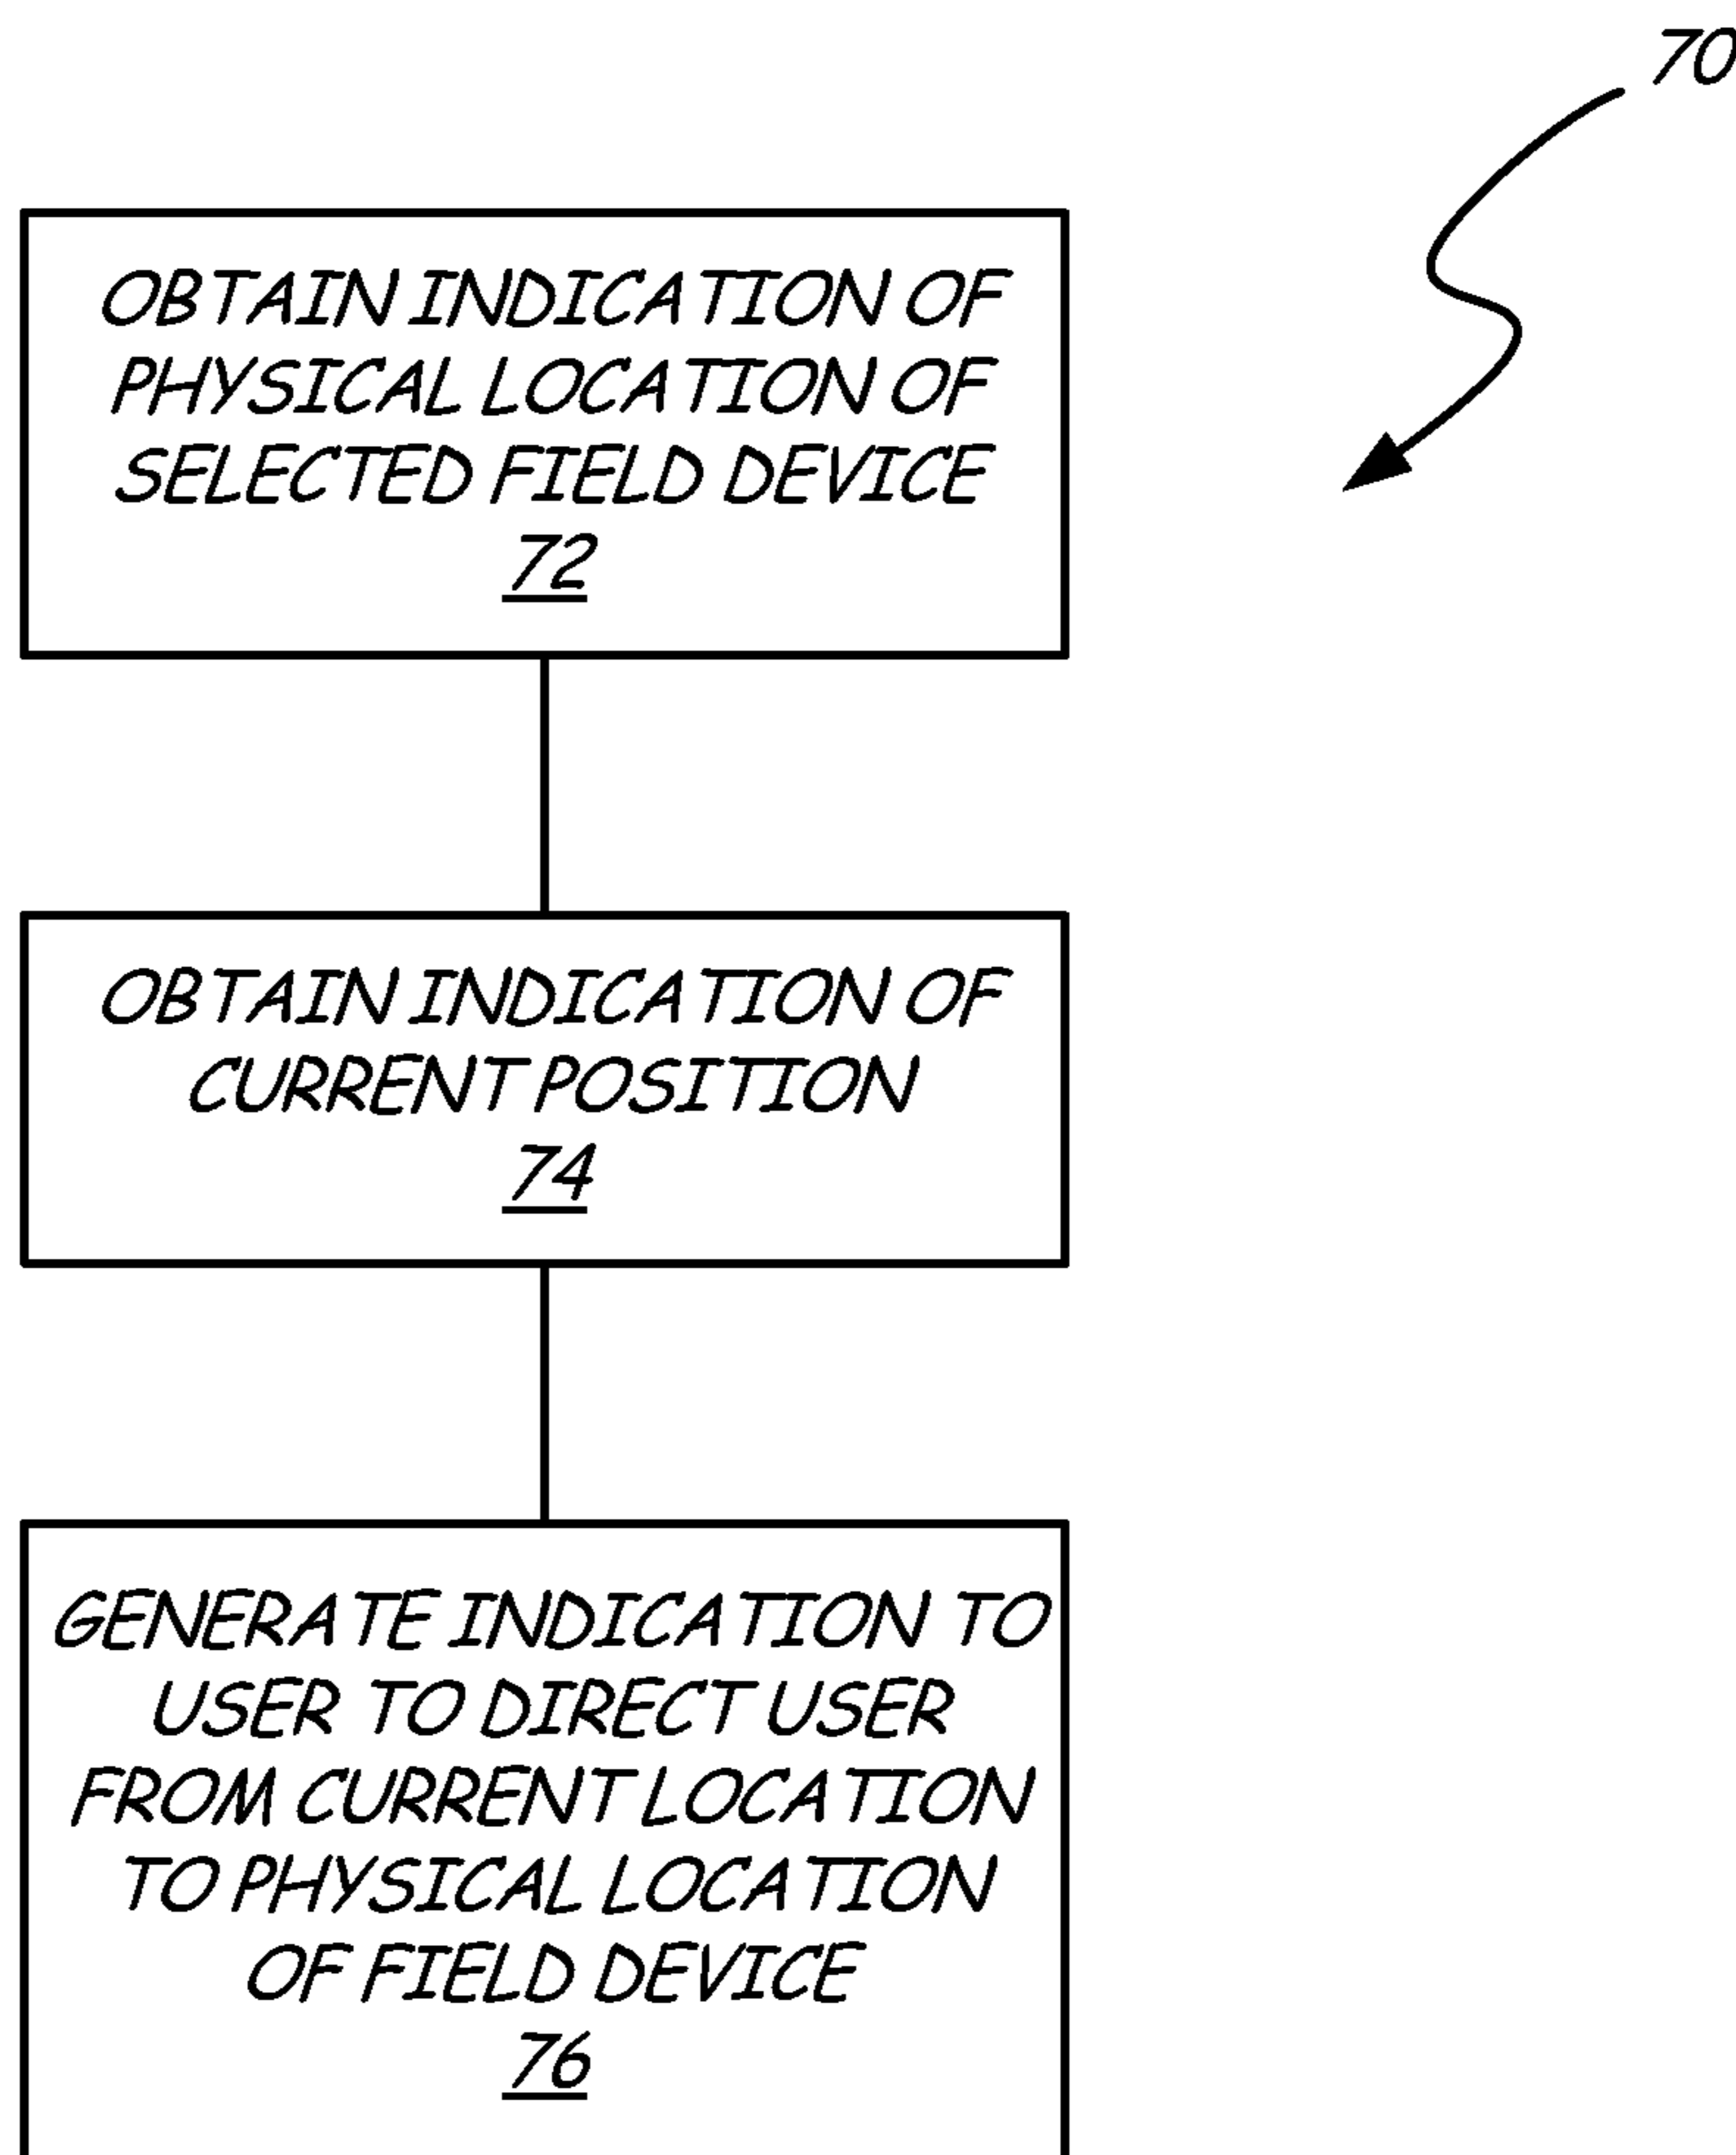 70
OBTAIN INDICATION OF
PHYSICAL LOCATION OF
SELECTED FIELD DEVICE
72
OBTAIN INDICATION OF
CURRENT POSITION
74
GENERATE INDICATION TO
USER TO DIRECT USER
FROM CURRENT LOCATION
TO PHYSICAL LOCATION
OF FIELD DEVICE
76